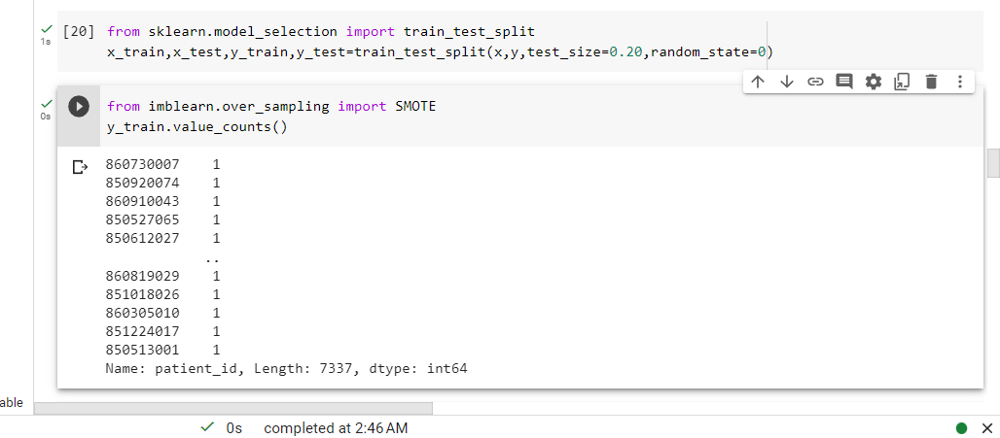 [20] from sklearn.model_selection import train_test_split
1s
x_train,x_test,y_train,y_test=train_test_split(x,y,test_size=0.20,random_state=0)
from imblearn.over_sampling import SMOTE
0s
y_train.value_counts()
860730007 1
850920074 1
860910043 1
850527065 1
850612027 1
..
860819029 1
851018026 1
860305010 1
851224017 1
850513001 1
Name: patient_id, Length: 7337, dtype: int64
able
0s completed at 2:46 AM